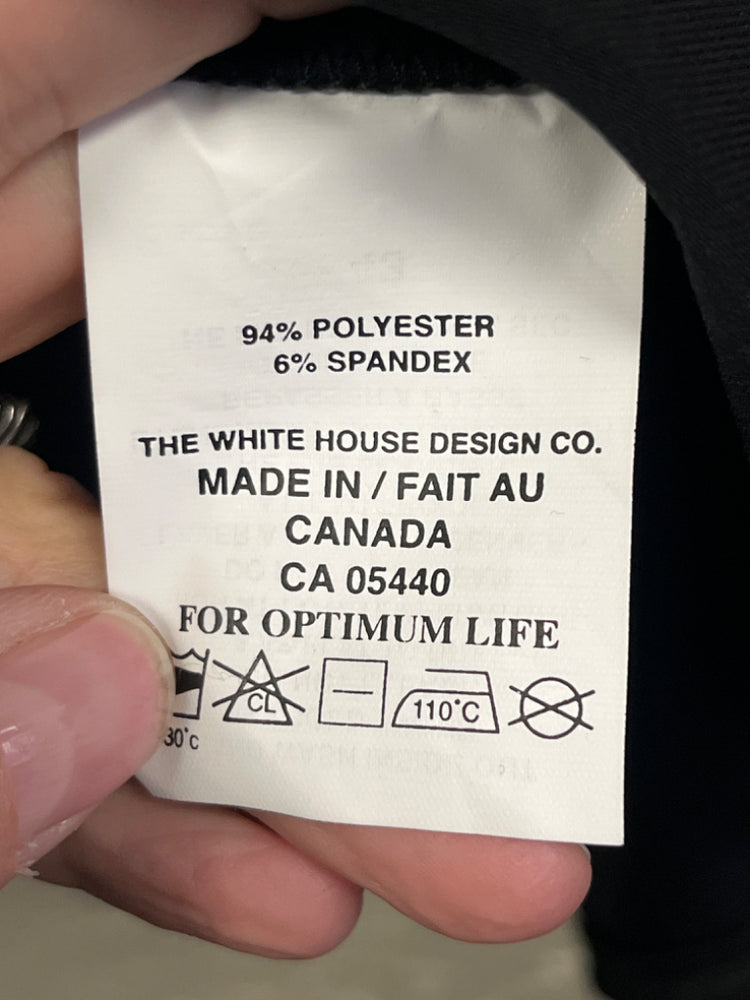 94% POLYESTER
6% SPANDEX
THE WHITE HOUSE DESIGN CO.
MADE IN / FAIT AU
CANADA
CA 05440
FOR OPTIMUM LIFE
CL 110°C
30°C